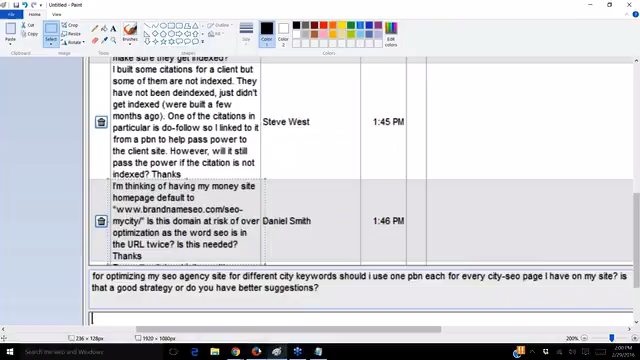 Untitled - Paint
File
Home
View
Cut
Copy
Paste
Crop
Resize
Rotate
Select
Brushes
Outline
Fill
Size
Color 1
Color 2
Edit colors
Clipboard
Image
Tools
Shapes
Colors
make sure they get indexed?
I built some citations for a client but
some of them are not indexed. They
have not been deindexed, just didn't
get indexed (were built a few
months ago). One of the citations in
particular is do-follow so I linked to it
from a pbn to help pass power to
the client site. However, will it still
pass the power if the citation is not
indexed? Thanks
Steve West
1:45 PM
I'm thinking of having my money site
homepage default to
"www.brandnameseo.com/seo-
mycity/" Is this domain at risk of over
optimization as the word seo is in
the URL twice? Is this needed?
Thanks
Daniel Smith
1:46 PM
for optimizing my seo agency site for different city keywords should i use one pbn each for every city-seo page I have on my site? is
that a good strategy or do you have better suggestions?
236 × 128px
1920 × 1080px
200%
Search the web and Windows
2:00 PM
2/29/2016